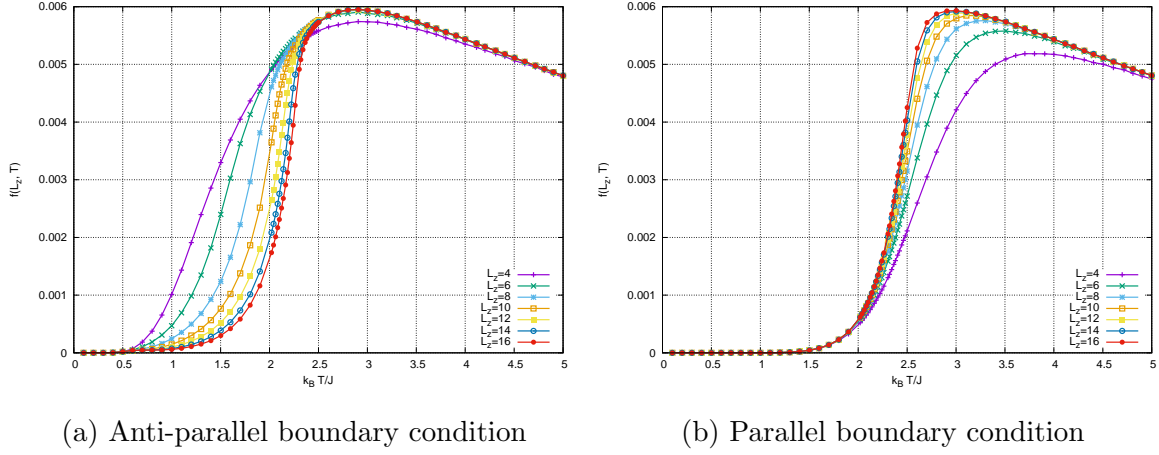 0.006
0.005
0.004
0.003
0.002
0.001
0
f(L_z, T)
0 0.5 1 1.5 2 2.5 3 3.5 4 4.5 5
k_B T/J
L_z=4
L_z=6
L_z=8
L_z=10
L_z=12
L_z=14
L_z=16
(a) Anti-parallel boundary condition
0.006
0.005
0.004
0.003
0.002
0.001
0
f(L_z, T)
0 0.5 1 1.5 2 2.5 3 3.5 4 4.5 5
k_B T/J
L_z=4
L_z=6
L_z=8
L_z=10
L_z=12
L_z=14
L_z=16
(b) Parallel boundary condition